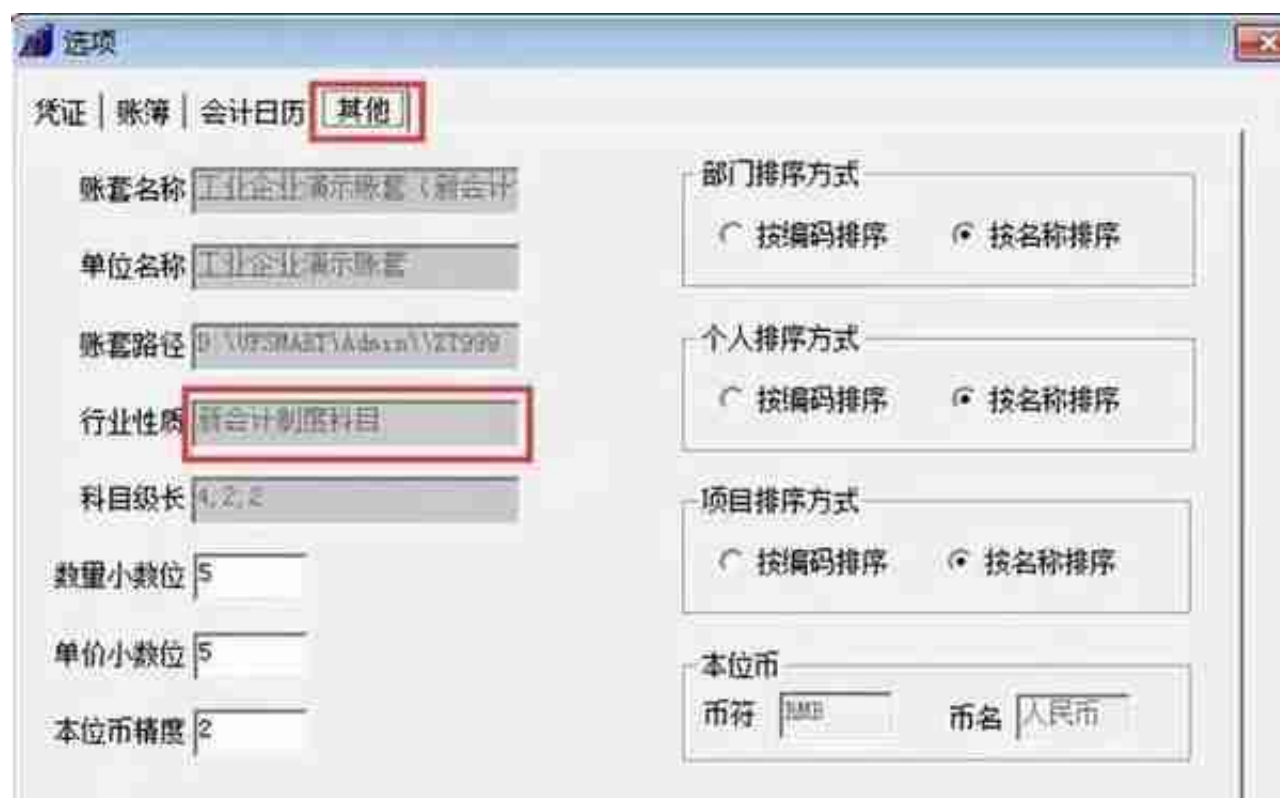 选项
凭证 账簿 会计日历 其他
账套名称 工业企业演示账套（新会计
单位名称 工业企业演示账套
账套路径 D:\UFSMART\Admin\\ZT999
行业性质 新会计制度科目
科目级长 4,2,2
数量小数位 5
单价小数位 5
本位币精度 2
部门排序方式
按编码排序 按名称排序
个人排序方式
按编码排序 按名称排序
项目排序方式
按编码排序 按名称排序
本位币
币符 RMB 币名 人民币